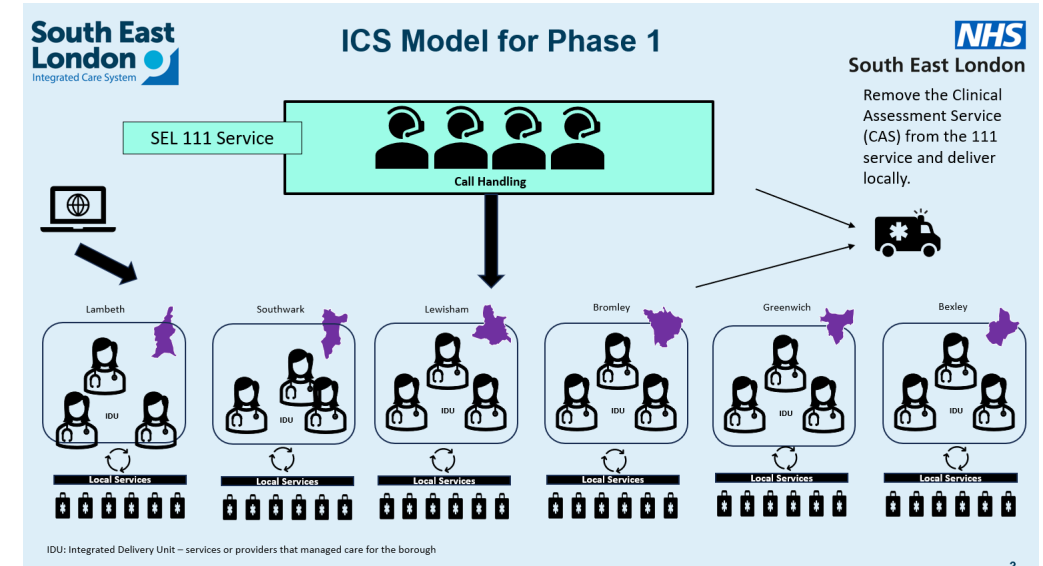 South East
London
Integrated Care System
ICS Model for Phase 1
NHS
South East London
Remove the Clinical
Assessment Service
(CAS) from the 111
service and deliver
locally.
SEL 111 Service
Call Handling
Lambeth
Southwark
Lewisham
Bromley
Greenwich
Bexley
IDU
IDU
IDU
IDU
IDU
IDU
Local Services
Local Services
Local Services
Local Services
Local Services
Local Services
IDU: Integrated Delivery Unit – services or providers that managed care for the borough